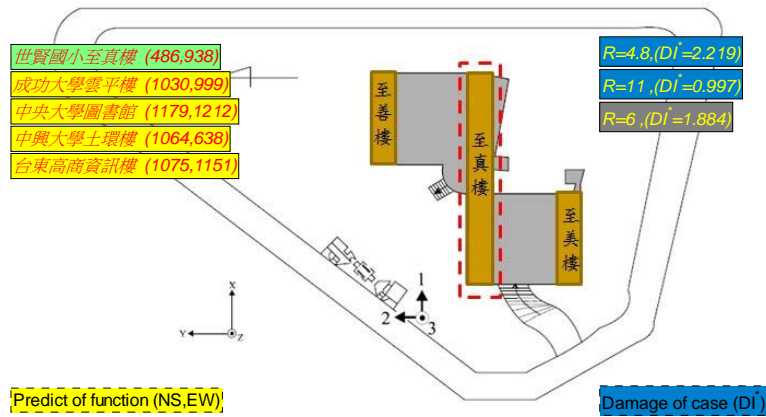 世賢國小至真樓 (486,938)
成功大學雲平樓 (1030,999)
中央大學圖書館 (1179,1212)
中興大學土環樓 (1064,638)
台東高商資訊樓 (1075,1151)
R=4.8,(DI*=2.219)
R=11 ,(DI*=0.997)
R=6 ,(DI*=1.884)
至善樓
至真樓
至美樓
1
2
3
X
Y
Z
Predict of function (NS,EW)
Damage of case (DI*)